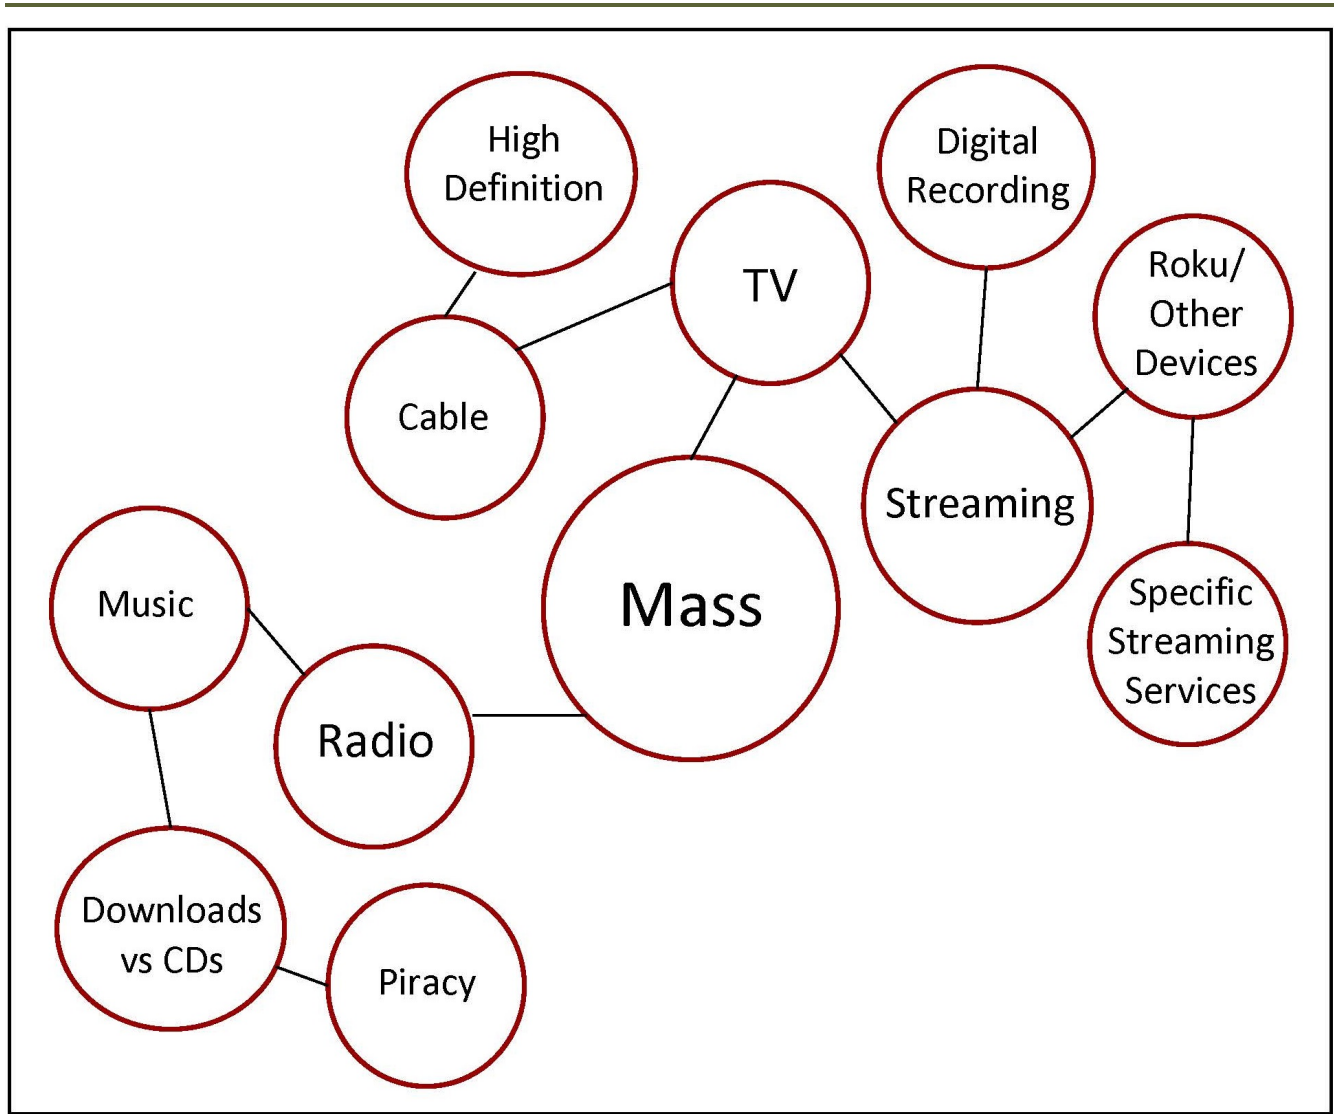 High
Definition
Digital
Recording
TV
Roku/
Other
Devices
Cable
Streaming
Mass
Music
Specific
Streaming
Services
Radio
Downloads
vs CDs
Piracy